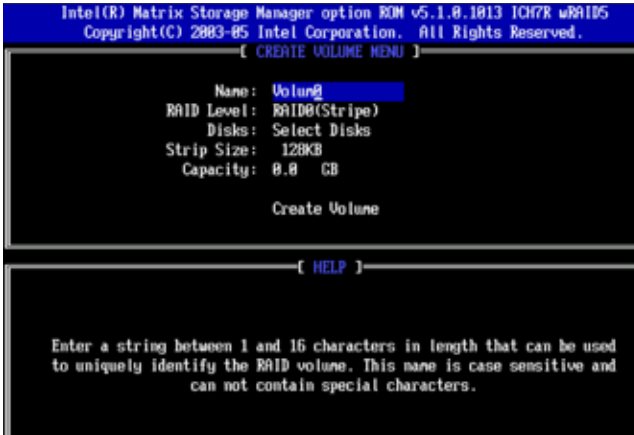 Intel(R) Matrix Storage Manager option ROM v5.1.0.1013 ICH7R wRAID5
Copyright(C) 2003-05 Intel Corporation. All Rights Reserved.
[ CREATE VOLUME MENU ]
Name: Volum0
RAID Level: RAID0(Stripe)
Disks: Select Disks
Strip Size: 128KB
Capacity: 0.0 GB
Create Volume
[ HELP ]
Enter a string between 1 and 16 characters in length that can be used
to uniquely identify the RAID volume. This name is case sensitive and
can not contain special characters.